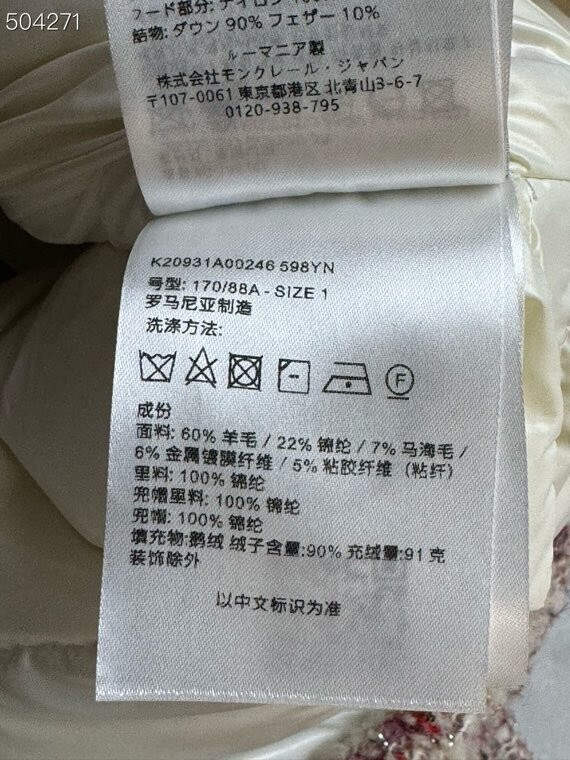 504271
フード部分: ナイロン 100%
詰物: ダウン 90% フェザー 10%
ルーマニア製
株式会社モンクレール・ジャパン
〒107-0061 東京都港区北青山3-6-7
0120-938-795
K20931A00246 598YN
号型: 170/88A - SIZE 1
罗马尼亚制造
洗涤方法:
F
成份
面料: 60% 羊毛 / 22% 锦纶 / 7% 马海毛 /
6% 金属镀膜纤维 / 5% 粘胶纤维 (粘纤)
里料: 100% 锦纶
兜帽里料: 100% 锦纶
兜帽: 100% 锦纶
填充物:鹅绒 绒子含量:90% 充绒量:91 克
装饰除外
以中文标识为准